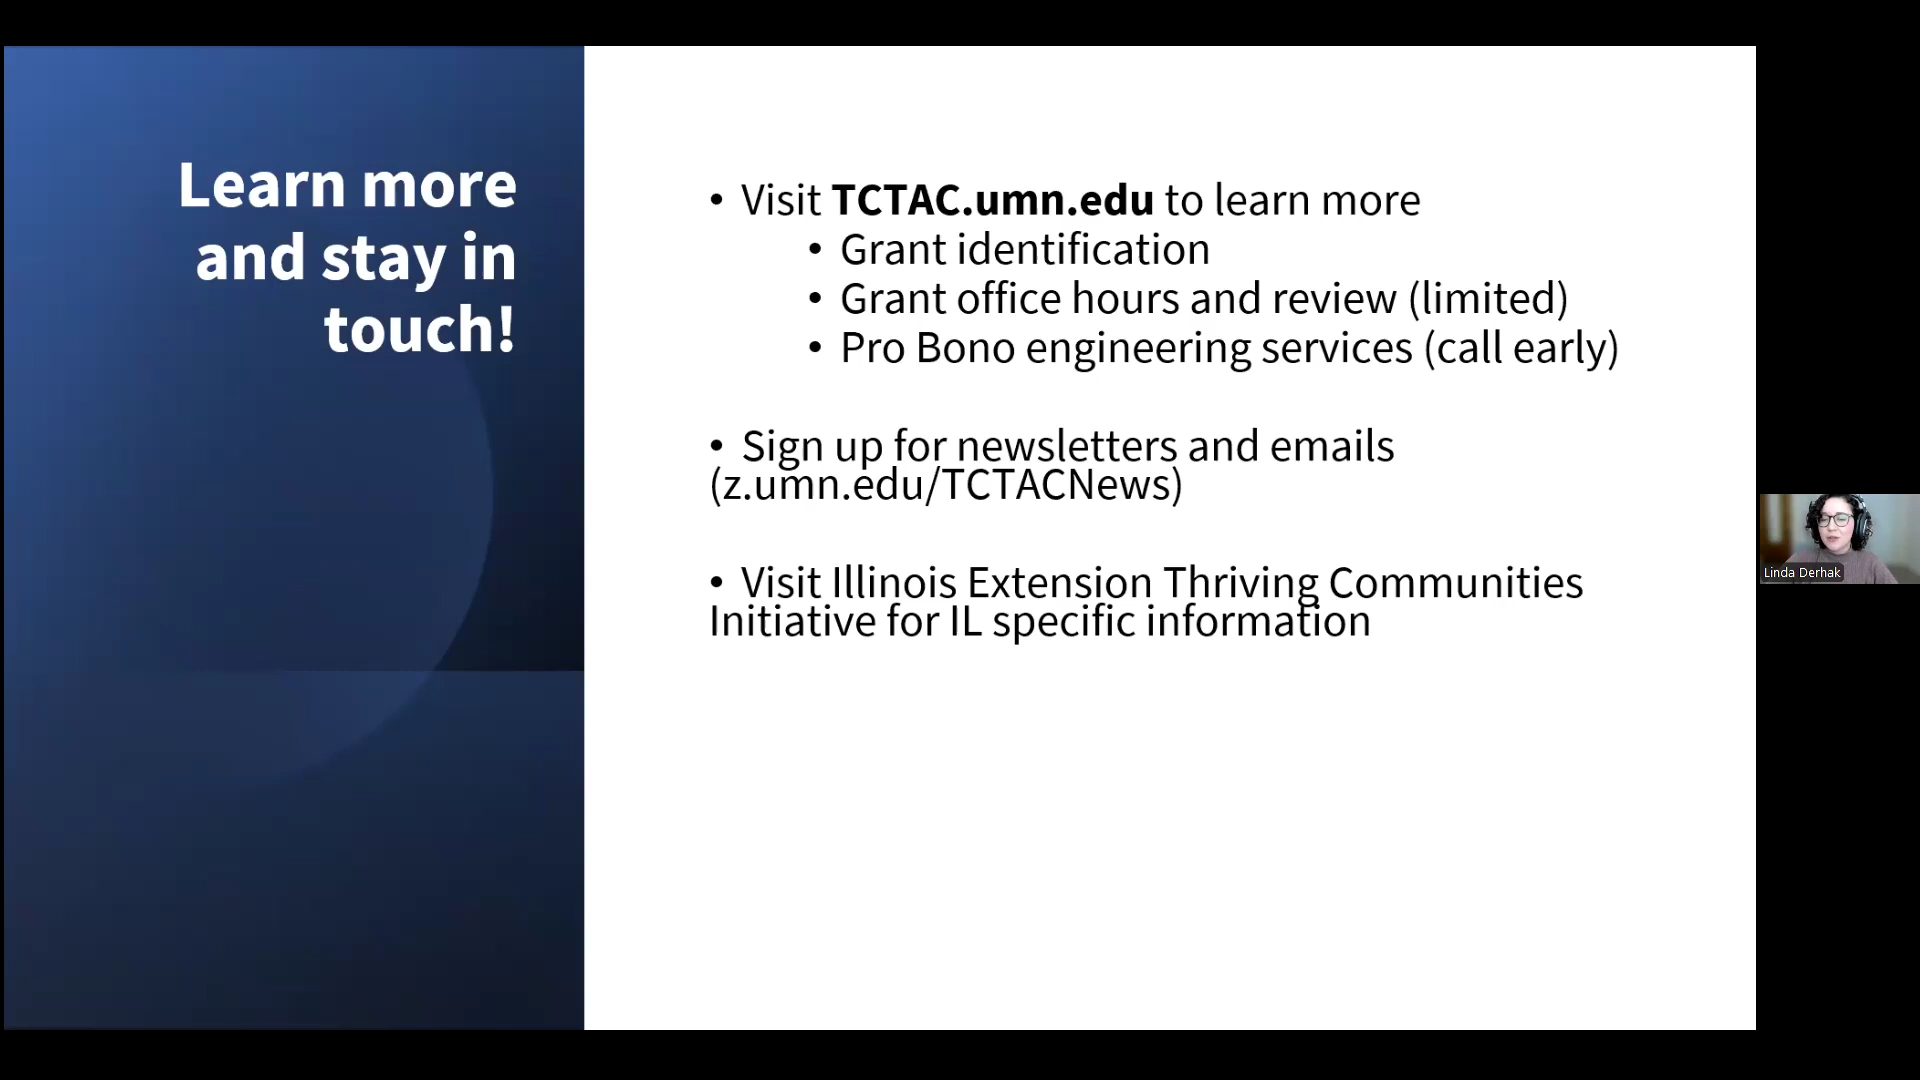 Learn more
and stay in
touch!
• Visit TCTAC.umn.edu to learn more
• Grant identification
• Grant office hours and review (limited)
• Pro Bono engineering services (call early)
• Sign up for newsletters and emails
(z.umn.edu/TCTACNews)
• Visit Illinois Extension Thriving Communities
Initiative for IL specific information
Linda Derhak